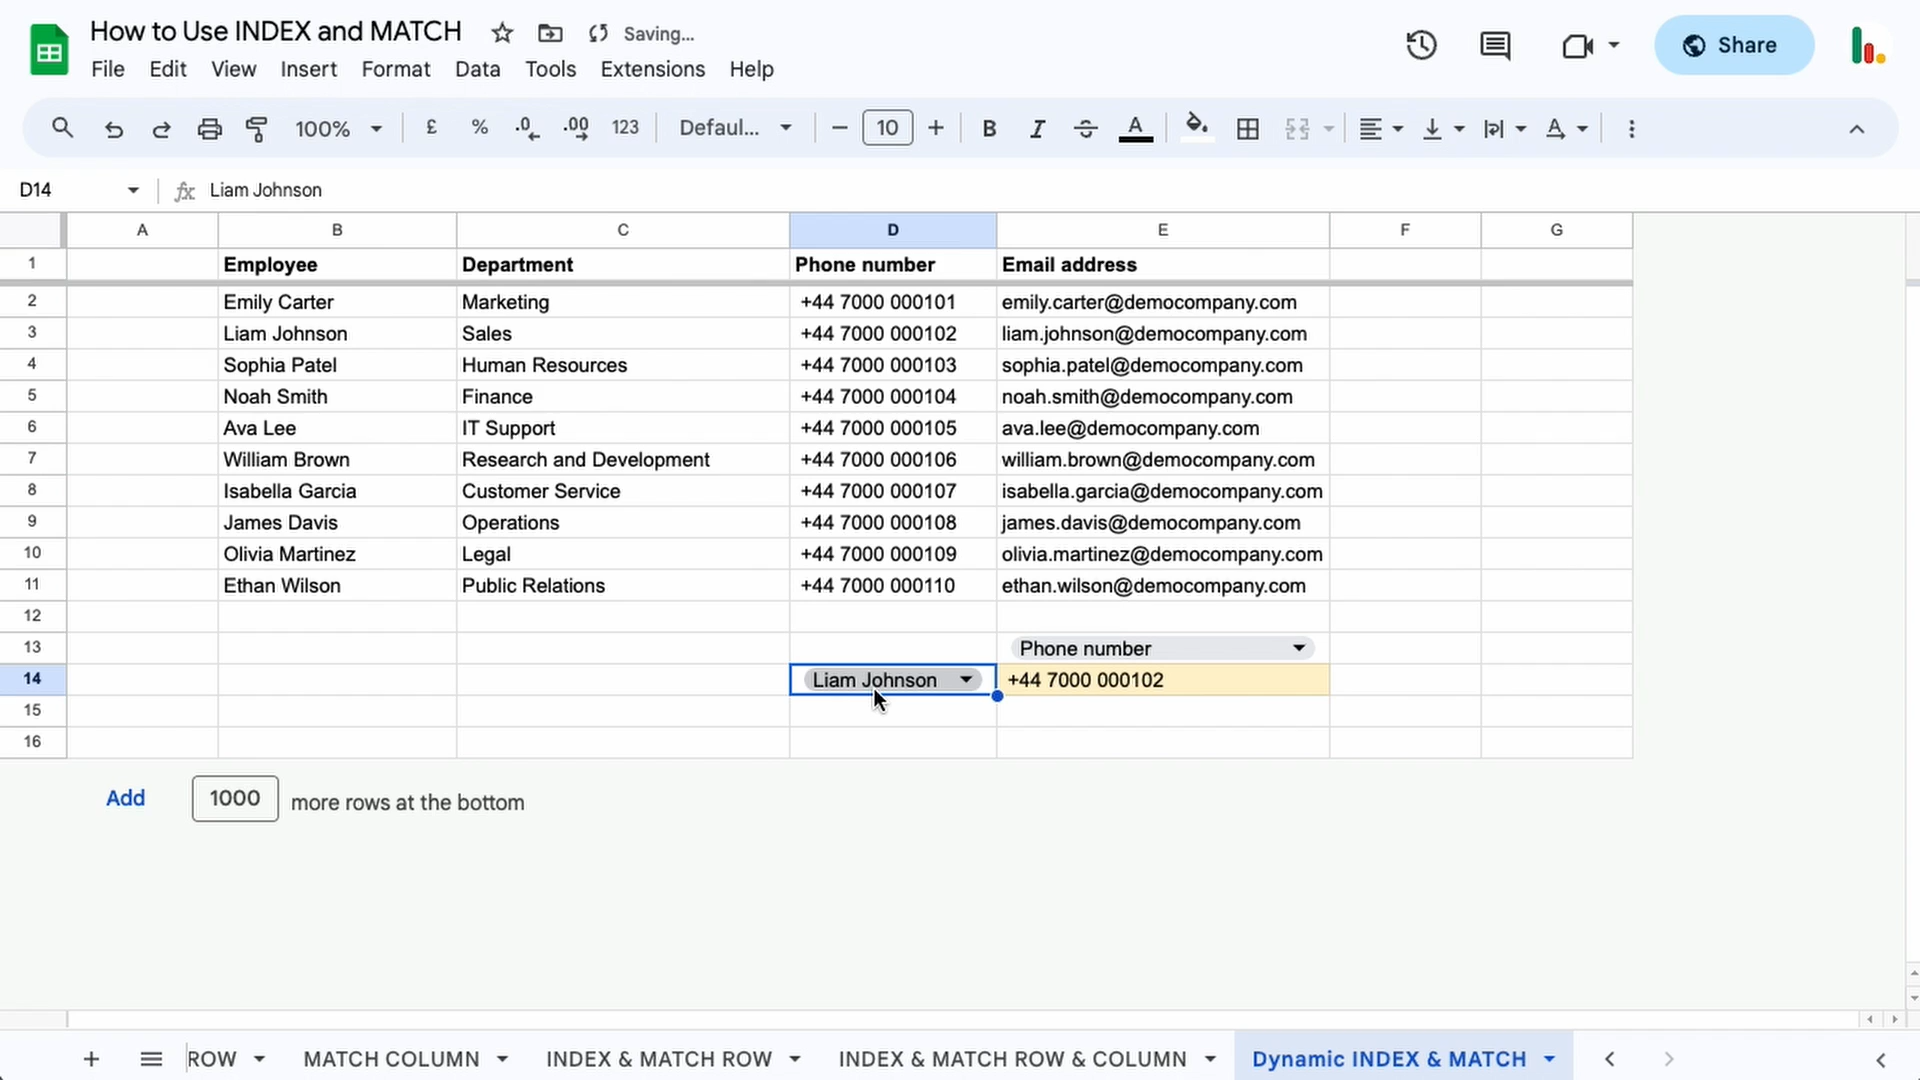 How to Use INDEX and MATCH Saving...
File Edit View Insert Format Data Tools Extensions Help
Share
100% £ % .0 .00 123 Defaul... 10 B I S A A
D14 fx Liam Johnson
A B C D E F G
1 Employee Department Phone number Email address
2 Emily Carter Marketing +44 7000 000101 emily.carter@democompany.com
3 Liam Johnson Sales +44 7000 000102 liam.johnson@democompany.com
4 Sophia Patel Human Resources +44 7000 000103 sophia.patel@democompany.com
5 Noah Smith Finance +44 7000 000104 noah.smith@democompany.com
6 Ava Lee IT Support +44 7000 000105 ava.lee@democompany.com
7 William Brown Research and Development +44 7000 000106 william.brown@democompany.com
8 Isabella Garcia Customer Service +44 7000 000107 isabella.garcia@democompany.com
9 James Davis Operations +44 7000 000108 james.davis@democompany.com
10 Olivia Martinez Legal +44 7000 000109 olivia.martinez@democompany.com
11 Ethan Wilson Public Relations +44 7000 000110 ethan.wilson@democompany.com
12
13 Phone number
14 Liam Johnson +44 7000 000102
15
16
Add 1000 more rows at the bottom
ROW MATCH COLUMN INDEX & MATCH ROW INDEX & MATCH ROW & COLUMN Dynamic INDEX & MATCH